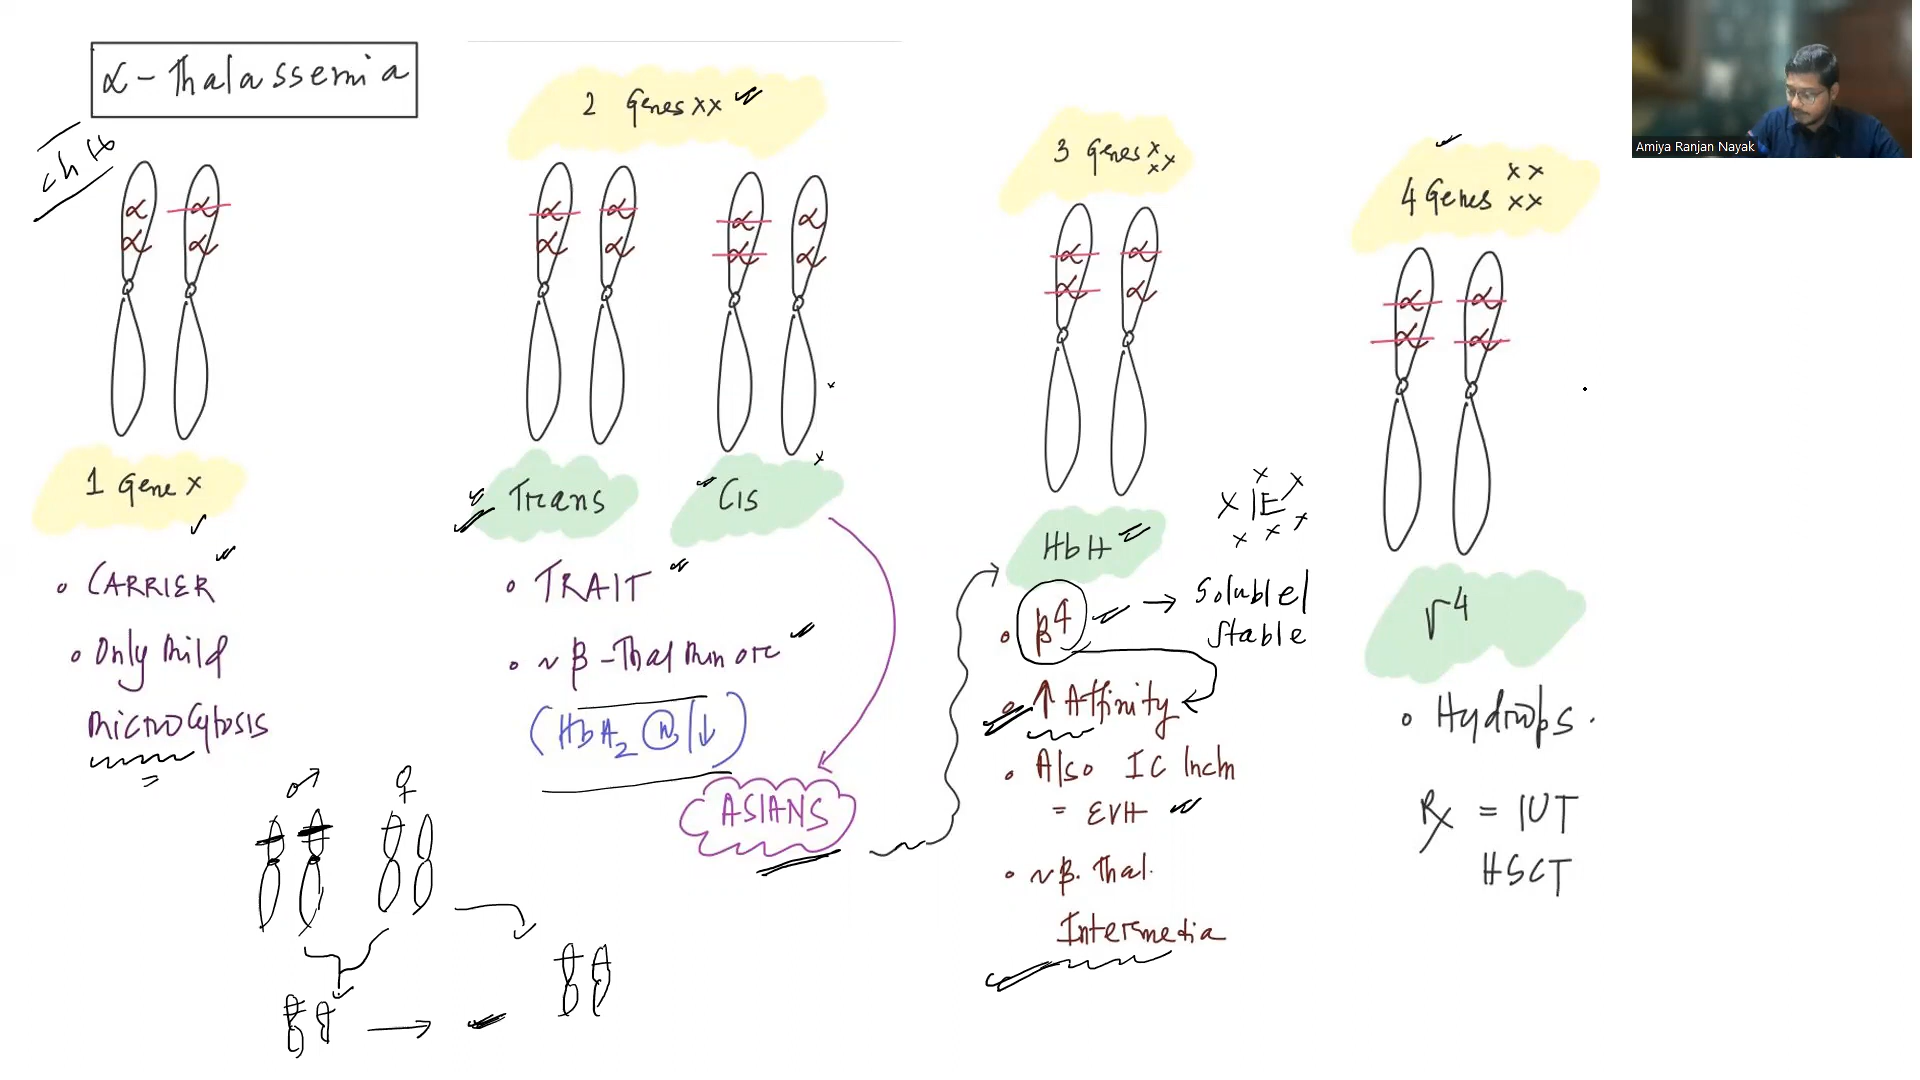 α-Thalassemia
ch 16
α α
α α
1 Gene x
• CARRIER
• Only mild
microcytosis
♂ ♀
2 Genes xx
α α α α
α α α α
Trans
Cis
• TRAIT
• ~ β-Thal minor
(HbA2 (N)/↓)
ASIANS
3 Genes x x x x
α α
α α
HbH
x IE x x x x x
• β4 → Soluble/
Stable
• ↑ Affinity
• Also IC Incln
= EVH
• ~β. Thal.
Intermedia
4 Genes xx
xx
α α
α α
γ4
• Hydrops.
Rx = IUT
HSCT
Amiya Ranjan Nayak